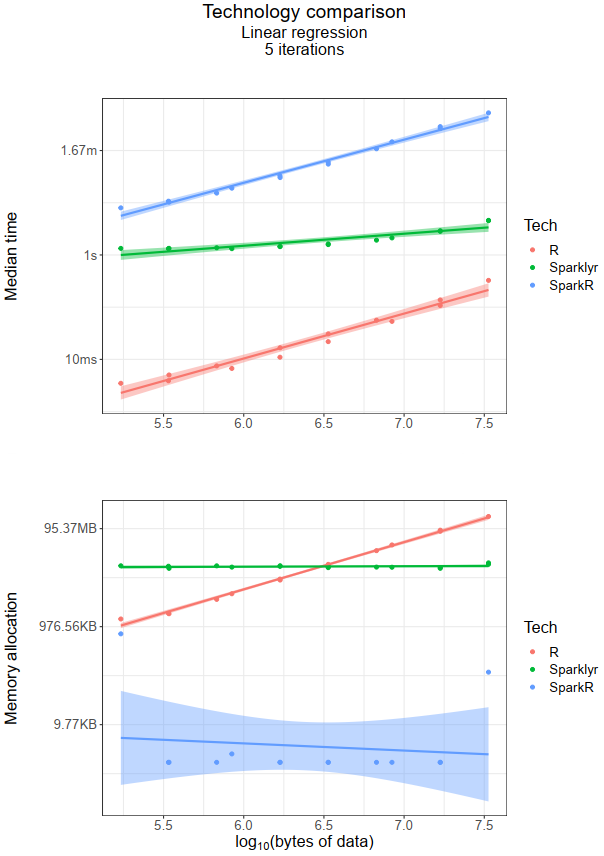 Technology comparison
Linear regression
5 iterations
Median time
1.67m
1s
10ms
5.5 6.0 6.5 7.0 7.5
Tech
R
Sparklyr
SparkR
Memory allocation
95.37MB
976.56KB
9.77KB
5.5 6.0 6.5 7.0 7.5
log₁₀(bytes of data)
Tech
R
Sparklyr
SparkR